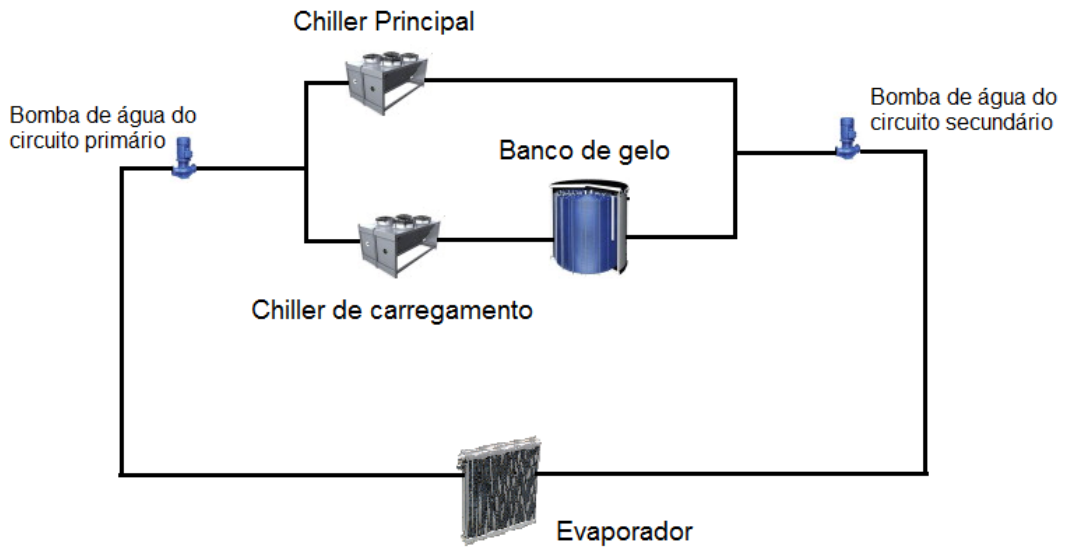 Chiller Principal
Bomba de água do
circuito primário
Bomba de água do
circuito secundário
Banco de gelo
Chiller de carregamento
Evaporador